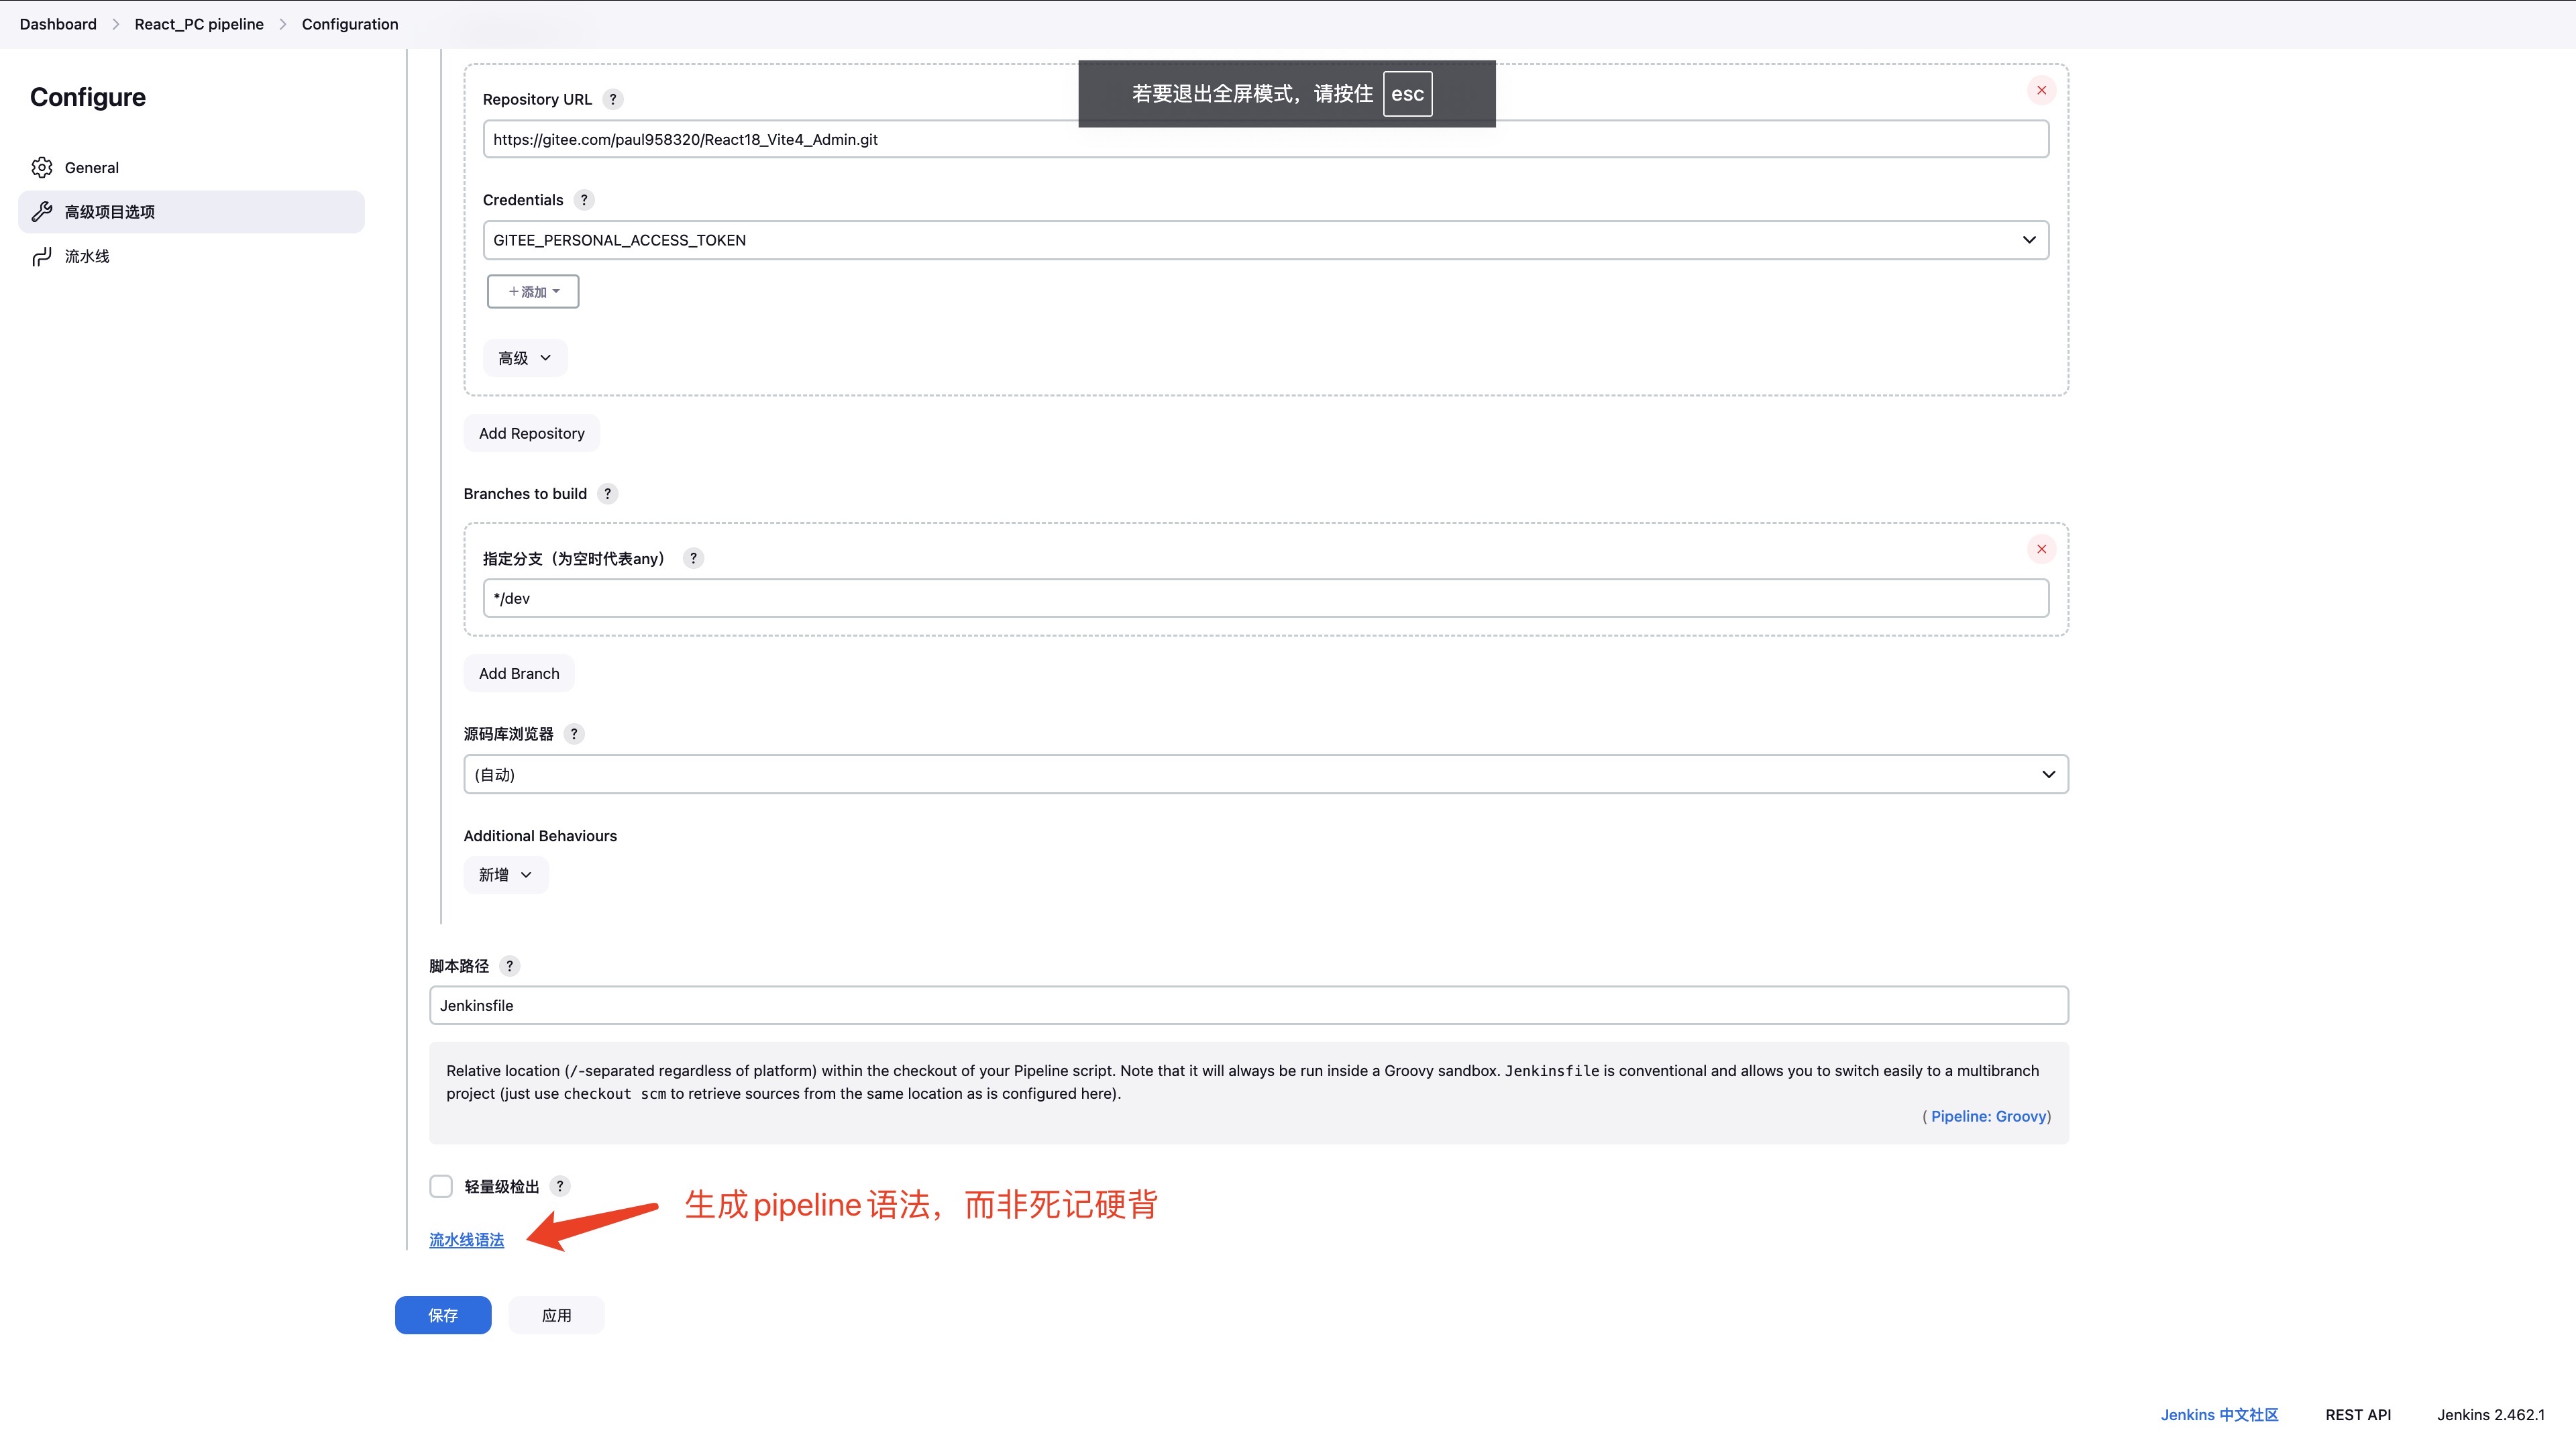 Dashboard > React_PC pipeline > Configuration
若要退出全屏模式，请按住 esc
Configure
General
高级项目选项
流水线
Repository URL ?
https://gitee.com/paul958320/React18_Vite4_Admin.git
Credentials ?
GITEE_PERSONAL_ACCESS_TOKEN
+添加
高级
Add Repository
Branches to build ?
指定分支（为空时代表any） ?
*/dev
Add Branch
源码库浏览器 ?
(自动)
Additional Behaviours
新增
脚本路径 ?
Jenkinsfile
Relative location (/-separated regardless of platform) within the checkout of your Pipeline script. Note that it will always be run inside a Groovy sandbox. Jenkinsfile is conventional and allows you to switch easily to a multibranch
project (just use checkout scm to retrieve sources from the same location as is configured here).
( Pipeline: Groovy)
轻量级检出 ?
生成pipeline语法，而非死记硬背
流水线语法
保存
应用
Jenkins 中文社区
REST API
Jenkins 2.462.1